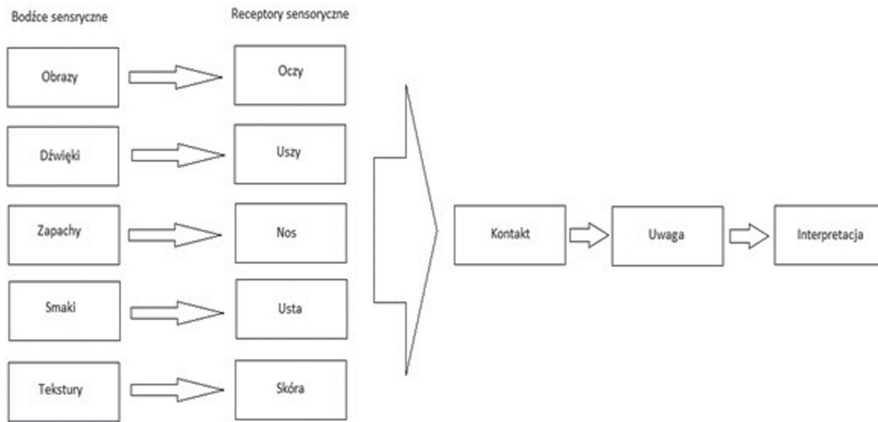 Bodźce sensryczne
Receptory sensoryczne
Obrazy
Oczy
Dźwięki
Uszy
Zapachy
Nos
Kontakt
Uwaga
Interpretacja
Smaki
Usta
Tekstury
Skóra